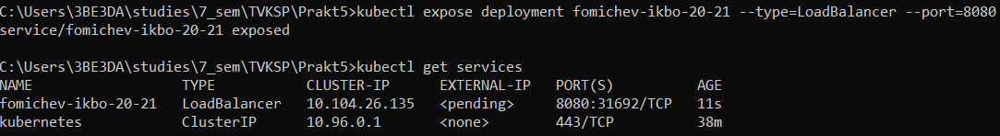 C:\Users\3BE3DA\studies\7_sem\TVKSP\Prakt5>kubectl expose deployment fomichev-ikbo-20-21 --type=LoadBalancer --port=8080
service/fomichev-ikbo-20-21 exposed
C:\Users\3BE3DA\studies\7_sem\TVKSP\Prakt5>kubectl get services
NAME TYPE CLUSTER-IP EXTERNAL-IP PORT(S) AGE
fomichev-ikbo-20-21 LoadBalancer 10.104.26.135 <pending> 8080:31692/TCP 11s
kubernetes ClusterIP 10.96.0.1 <none> 443/TCP 38m